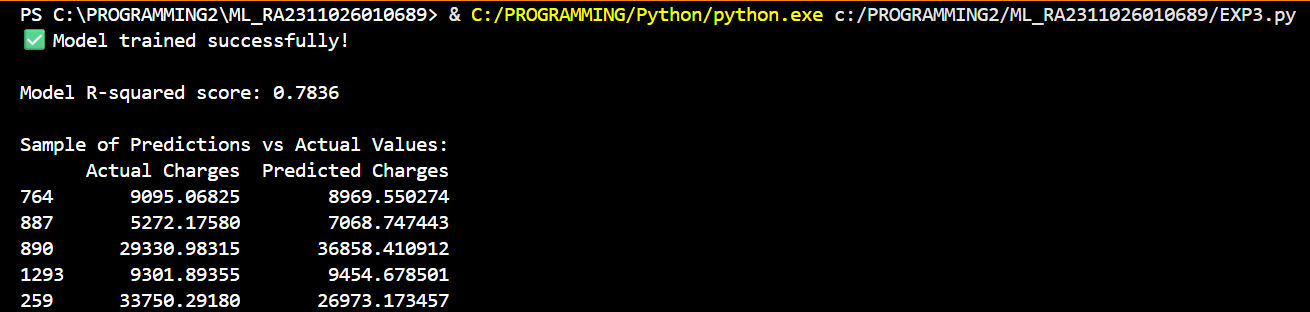 PS C:\PROGRAMMING2\ML_RA2311026010689> & C:/PROGRAMMING/Python/python.exe c:/PROGRAMMING2/ML_RA2311026010689/EXP3.py
✅ Model trained successfully!
Model R-squared score: 0.7836
Sample of Predictions vs Actual Values:
Actual Charges Predicted Charges
764 9095.06825 8969.550274
887 5272.17580 7068.747443
890 29330.98315 36858.410912
1293 9301.89355 9454.678501
259 33750.29180 26973.173457